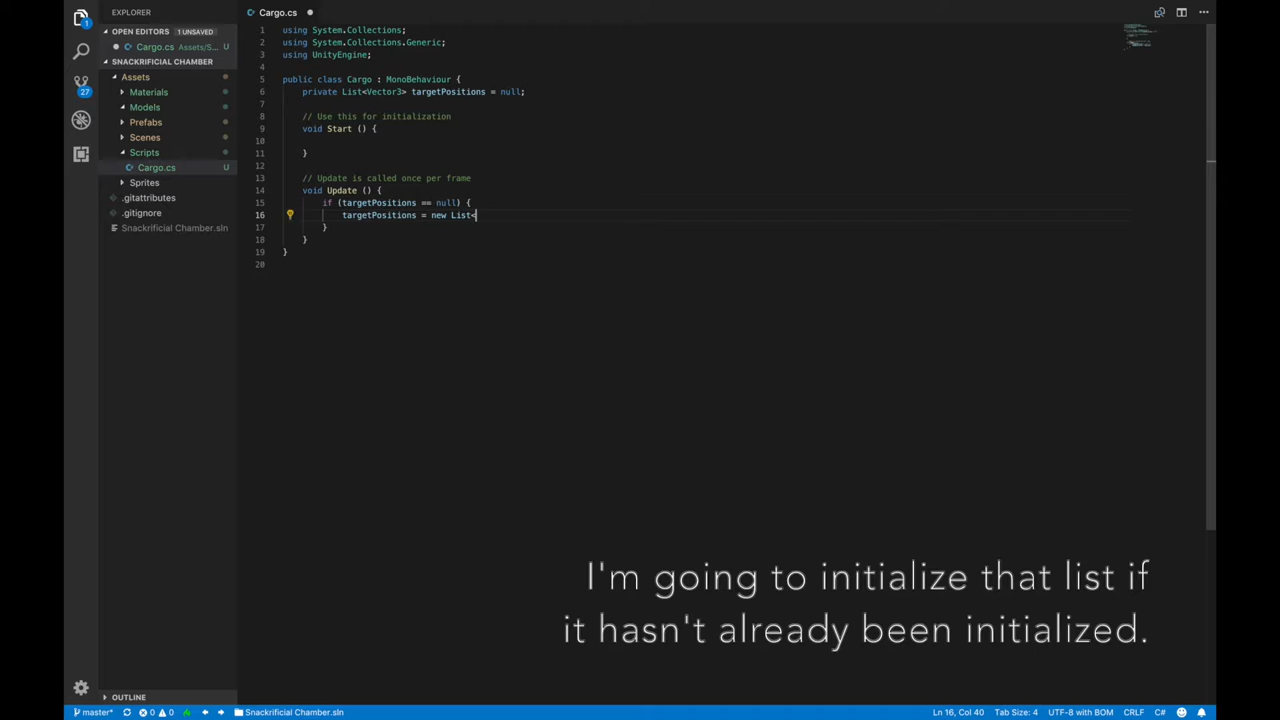 EXPLORER
Cargo.cs
OPEN EDITORS 1 UNSAVED
Cargo.cs Assets/S... U
SNACKRIFICIAL CHAMBER
Assets
Materials
Models
Prefabs
Scenes
Scripts
Cargo.cs U
Sprites
.gitattributes
.gitignore
Snackrificial Chamber.sln
OUTLINE
1
27
1 using System.Collections;
2 using System.Collections.Generic;
3 using UnityEngine;
4
5 public class Cargo : MonoBehaviour {
6 private List<Vector3> targetPositions = null;
7
8 // Use this for initialization
9 void Start () {
10
11 }
12
13 // Update is called once per frame
14 void Update () {
15 if (targetPositions == null) {
16 targetPositions = new List<
17 }
18 }
19 }
20
I'm going to initialize that list if
it hasn't already been initialized.
master* 0 0 Snackrificial Chamber.sln Ln 16, Col 40 Tab Size: 4 UTF-8 with BOM CRLF C#